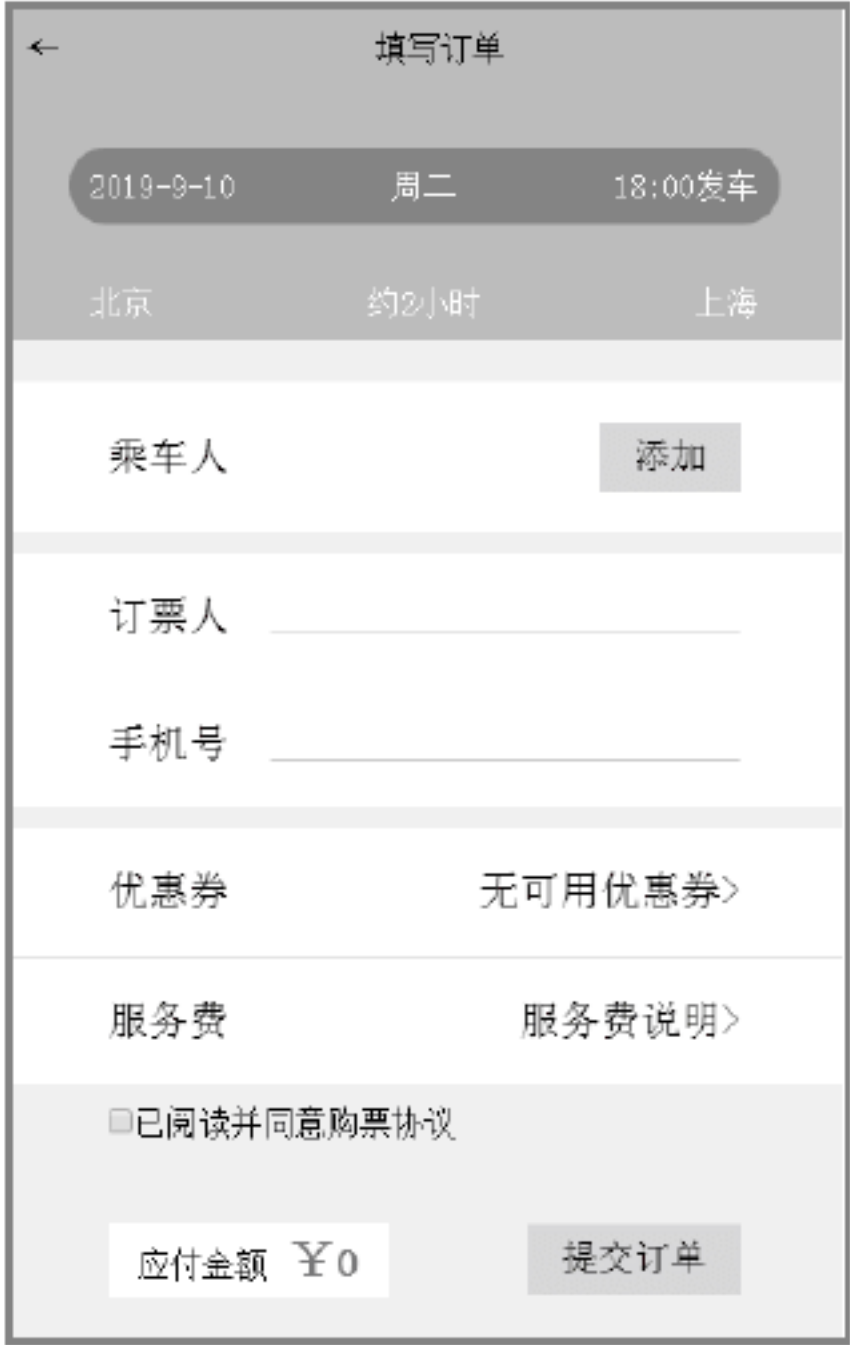 ← 填写订单
2019-9-10 周二 18:00发车
北京 约2小时 上海
乘车人 添加
订票人
手机号
优惠券 无可用优惠券>
服务费 服务费说明>
已阅读并同意购票协议
应付金额 ¥0 提交订单